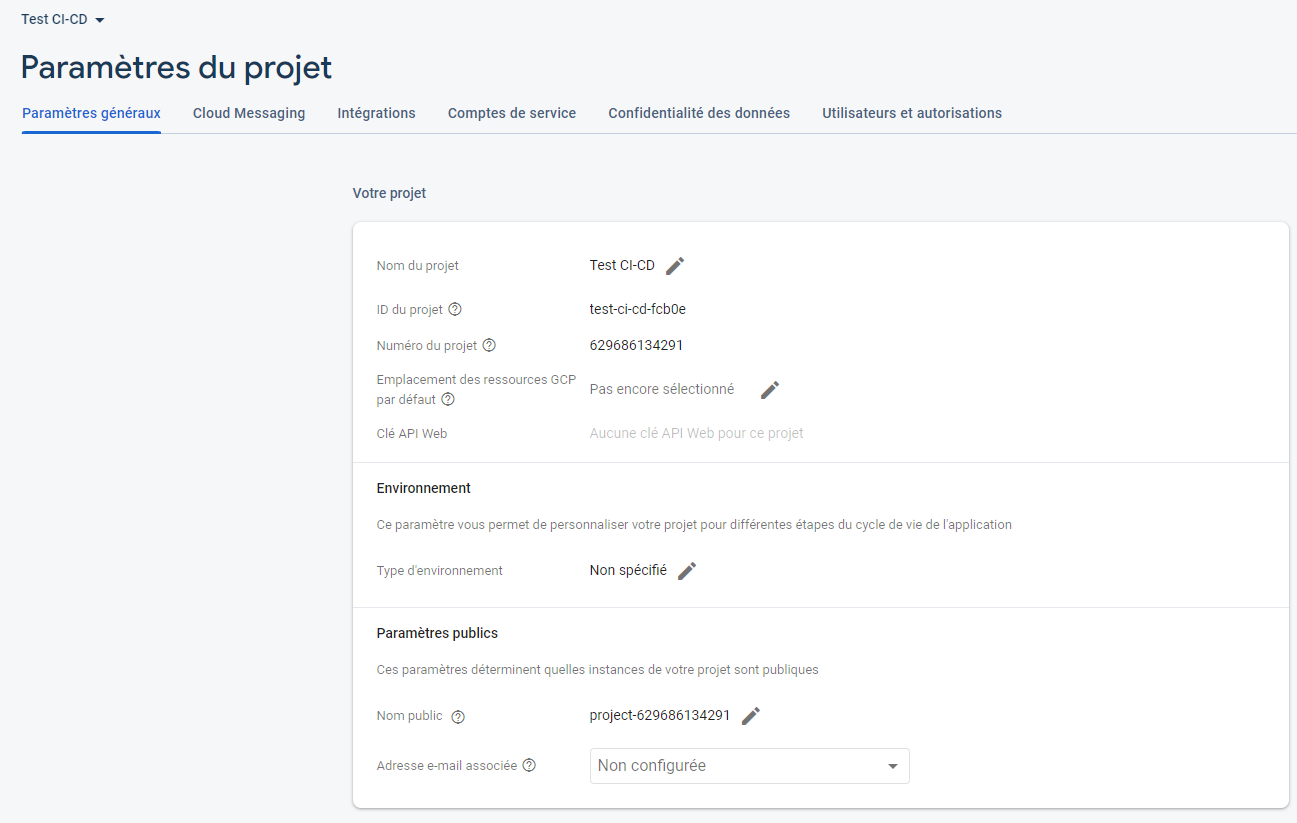 Test CI-CD
Paramètres du projet
Paramètres généraux Cloud Messaging Intégrations Comptes de service Confidentialité des données Utilisateurs et autorisations
Votre projet
Nom du projet Test CI-CD
ID du projet test-ci-cd-fcb0e
Numéro du projet 629686134291
Emplacement des ressources GCP
par défaut Pas encore sélectionné
Clé API Web Aucune clé API Web pour ce projet
Environnement
Ce paramètre vous permet de personnaliser votre projet pour différentes étapes du cycle de vie de l'application
Type d'environnement Non spécifié
Paramètres publics
Ces paramètres déterminent quelles instances de votre projet sont publiques
Nom public project-629686134291
Adresse e-mail associée Non configurée